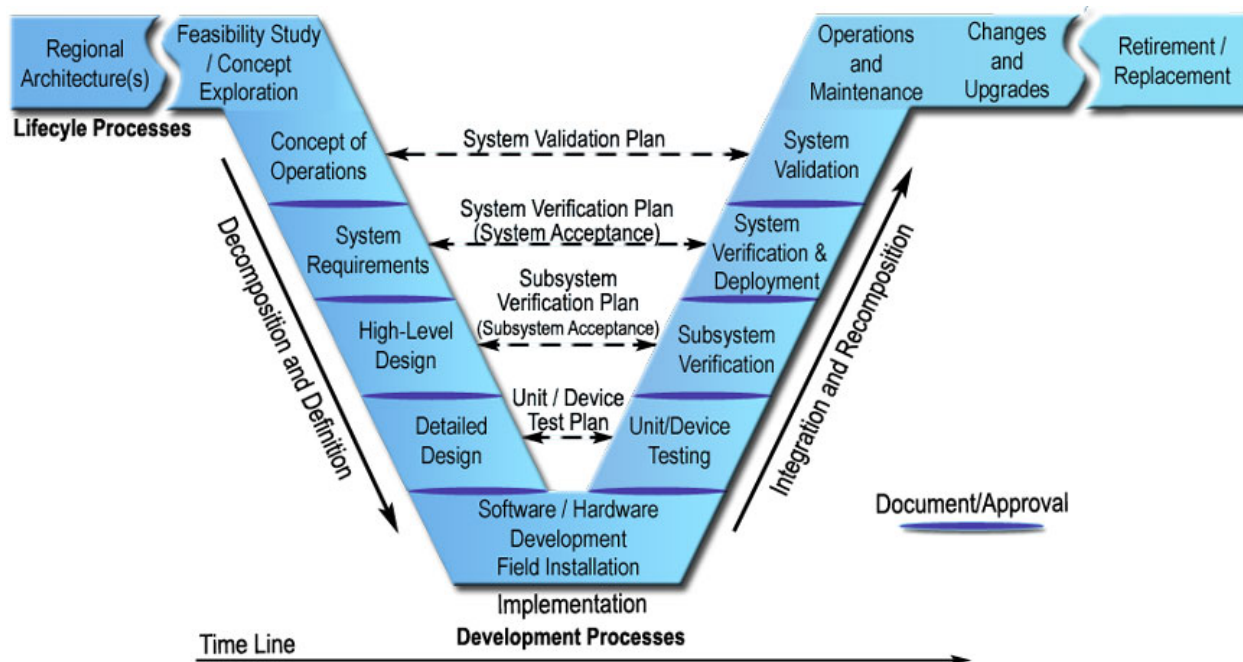 Regional
Architecture(s)
Feasibility Study
/ Concept
Exploration
Operations
and
Maintenance
Changes
and
Upgrades
Retirement /
Replacement
Lifecyle Processes
Concept of
Operations
System Validation Plan
System
Validation
System
Requirements
System Verification Plan
(System Acceptance)
System
Verification &
Deployment
High-Level
Design
Subsystem
Verification Plan
(Subsystem Acceptance)
Subsystem
Verification
Detailed
Design
Unit / Device
Test Plan
Unit/Device
Testing
Decomposition and Definition
Integration and Recomposition
Software / Hardware
Development
Field Installation
Document/Approval
Implementation
Development Processes
Time Line